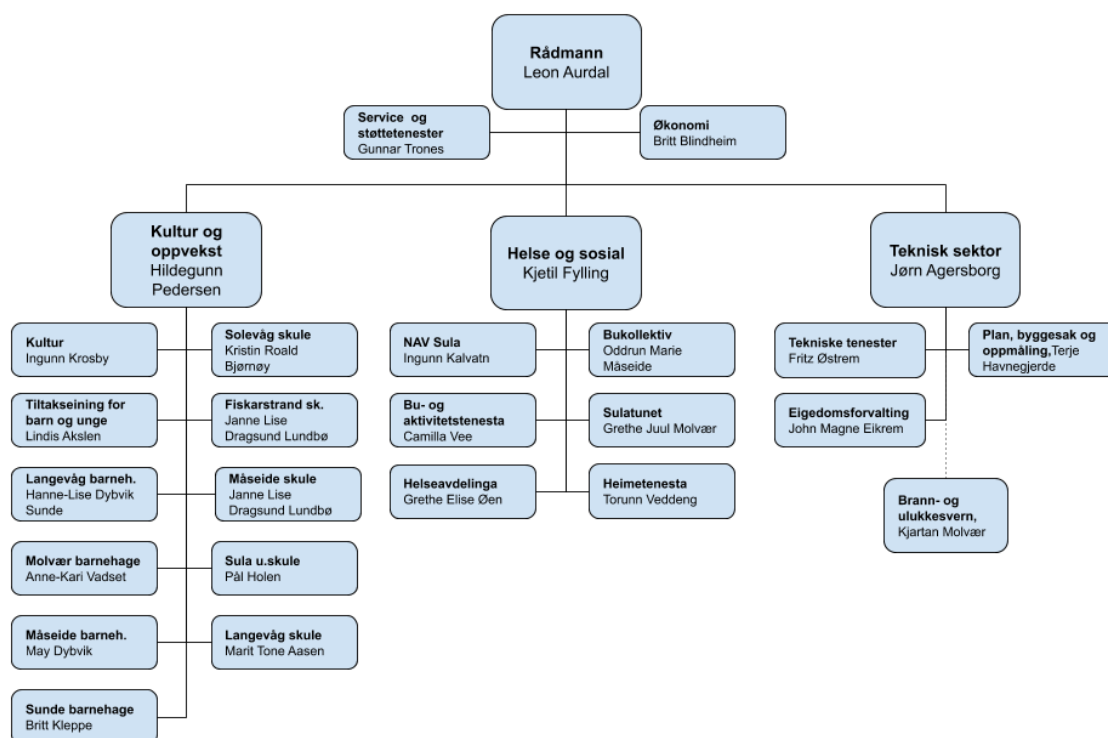 Rådmann
Leon Aurdal
Service og
støttetenester
Gunnar Trones
Økonomi
Britt Blindheim
Kultur og
oppvekst
Hildegunn
Pedersen
Helse og sosial
Kjetil Fylling
Teknisk sektor
Jørn Agersborg
Kultur
Ingunn Krosby
Solevåg skule
Kristin Roald
Bjørnøy
Tiltakseining for
barn og unge
Lindis Akslen
Fiskarstrand sk.
Janne Lise
Dragsund Lundbø
Langevåg barneh.
Hanne-Lise Dybvik
Sunde
Måseide skule
Janne Lise
Dragsund Lundbø
Molvær barnehage
Anne-Kari Vadset
Sula u.skule
Pål Holen
Måseide barneh.
May Dybvik
Langevåg skule
Marit Tone Aasen
Sunde barnehage
Britt Kleppe
NAV Sula
Ingunn Kalvatn
Bukollektiv
Oddrun Marie
Måseide
Bu- og
aktivitetstenesta
Camilla Vee
Sulatunet
Grethe Juul Molvær
Helseavdelinga
Grethe Elise Øen
Heimetenesta
Torunn Veddeng
Tekniske tenester
Fritz Østrem
Plan, byggesak og
oppmåling,Terje
Havnegjerde
Eigedomsforvalting
John Magne Eikrem
Brann- og
ulukkesvern,
Kjartan Molvær